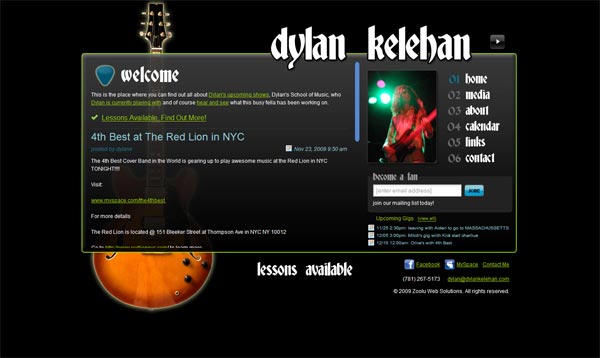 dylan kelehan
welcome
This is the place where you can find out all about Dylan's upcoming shows, Dylan's School of Music, who
Dylan is currently playing with and of course hear and see what this busy fella has been working on.
Lessons Available, Find Out More!
4th Best at The Red Lion in NYC
posted by dylane
Nov 23, 2009 9:50 am
The 4th Best Cover Band in the World is gearing up to play awesome music at the Red Lion in NYC
TONIGHT!!!!
Visit:
www.myspace.com/the4thbest
For more details
The Red Lion is located @ 151 Bleeker Street at Thompson Ave in NYC NY 10012
01 home
02 media
03 about
04 calendar
05 links
06 contact
become a fan
[enter email address]
JOIN!
join our mailing list today!
Upcoming Gigs (view all)
11/25 2:30pm: leaving with Aiden to go to MASSACHUSETTS
12/05 3:00pm: Mitch's gig with Kick start charlicue
12/19 12:00am: Olive's with 4th Best
lessons available
Facebook MySpace Contact Me
(781) 267-5173 dylan@dylankelehan.com
© 2009 Zoolu Web Solutions. All rights reserved.